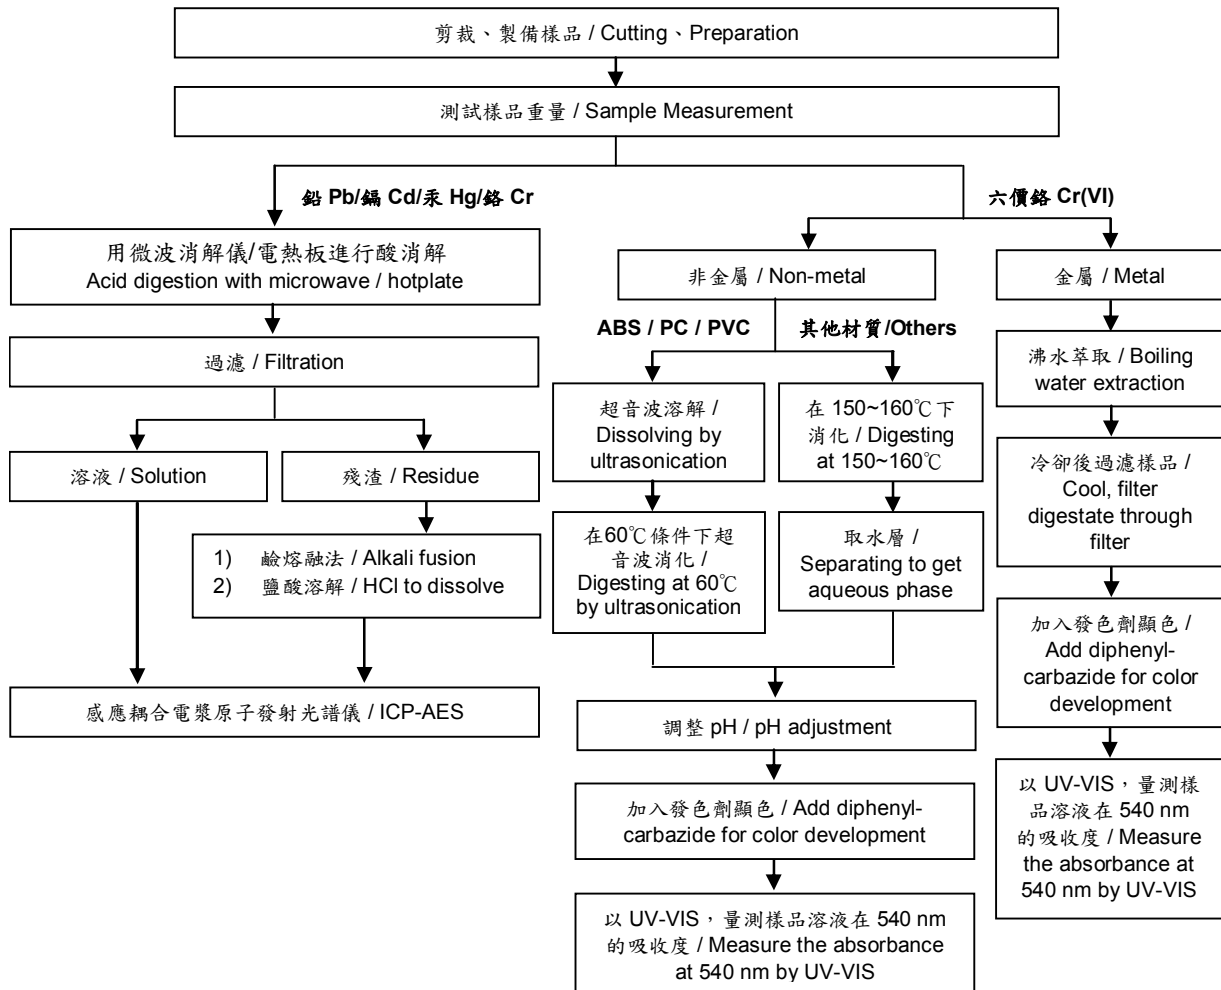 剪裁、製備樣品 / Cutting、Preparation
測試樣品重量 / Sample Measurement
鉛 Pb/鎘 Cd/汞 Hg/鉻 Cr
六價鉻 Cr(VI)
用微波消解儀/電熱板進行酸消解
Acid digestion with microwave / hotplate
過濾 / Filtration
溶液 / Solution
殘渣 / Residue
1) 鹼熔融法 / Alkali fusion
2) 鹽酸溶解 / HCl to dissolve
感應耦合電漿原子發射光譜儀 / ICP-AES
非金屬 / Non-metal
ABS / PC / PVC
其他材質/Others
超音波溶解 /
Dissolving by
ultrasonication
在60℃條件下超
音波消化 /
Digesting at 60℃
by ultrasonication
在 150~160℃下
消化 / Digesting
at 150~160℃
取水層 /
Separating to get
aqueous phase
調整 pH / pH adjustment
加入發色劑顯色 / Add diphenyl-
carbazide for color development
以 UV-VIS，量測樣品溶液在 540 nm
的吸收度 / Measure the absorbance
at 540 nm by UV-VIS
金屬 / Metal
沸水萃取 / Boiling
water extraction
冷卻後過濾樣品 /
Cool, filter
digestate through
filter
加入發色劑顯色 /
Add diphenyl-
carbazide for color
development
以 UV-VIS，量測樣
品溶液在 540 nm
的吸收度 / Measure
the absorbance at
540 nm by UV-VIS